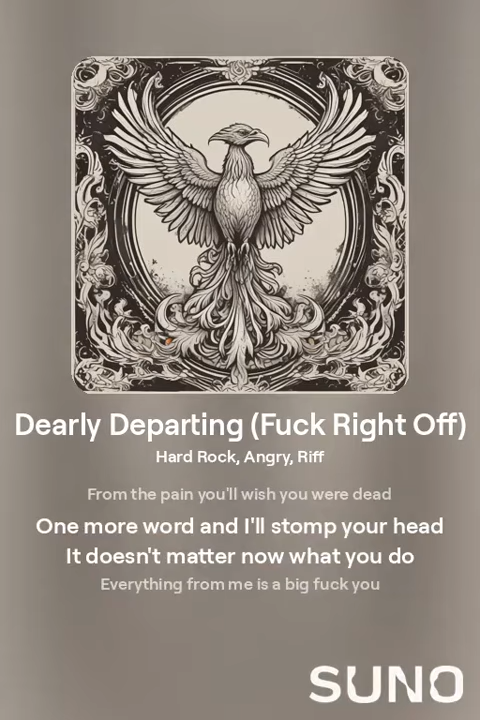 Dearly Departing (Fuck Right Off)
Hard Rock, Angry, Riff
From the pain you'll wish you were dead
One more word and I'll stomp your head
It doesn't matter now what you do
Everything from me is a big fuck you
SUNO